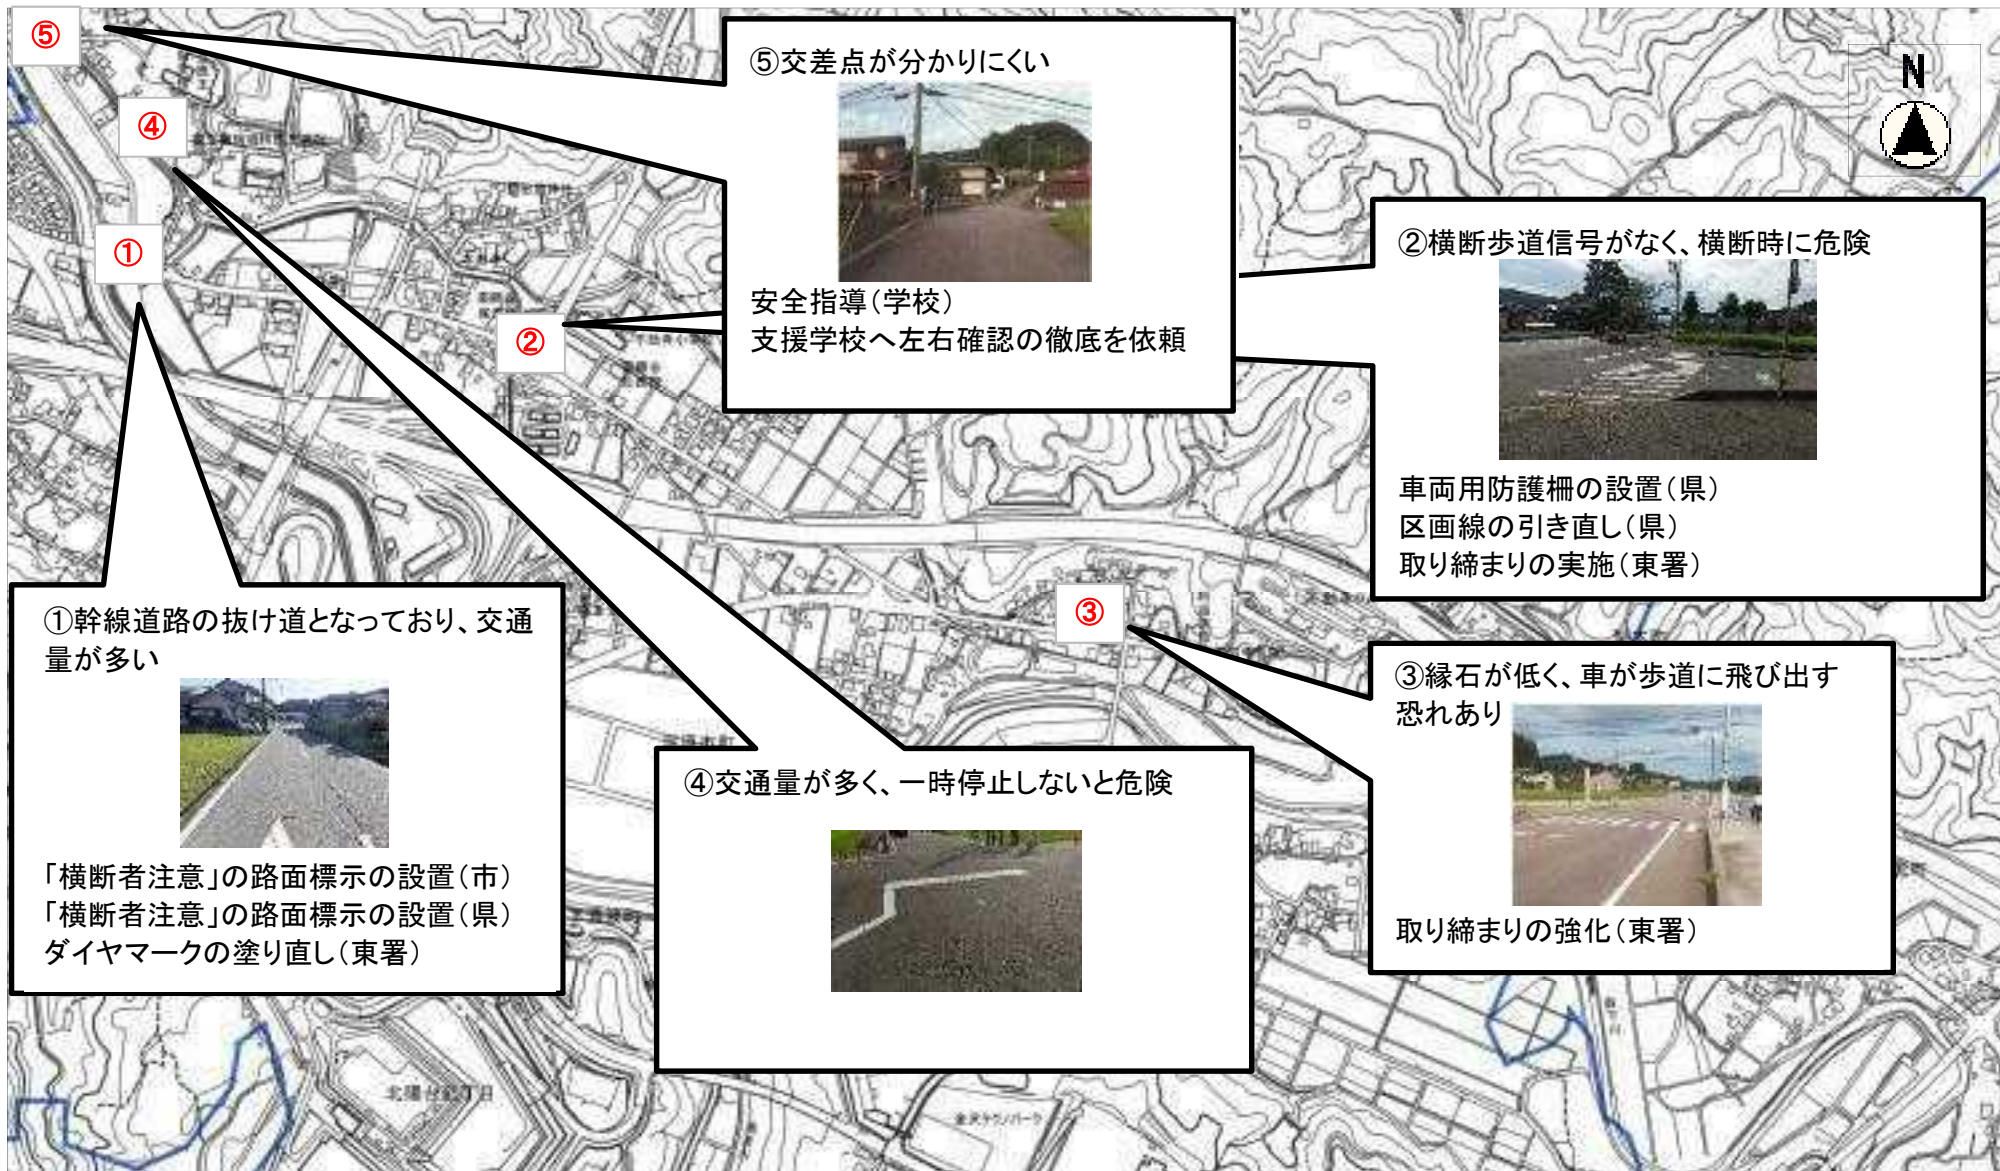 ⑤
④
①
②
③
N
⑤交差点が分かりにくい
安全指導(学校)
支援学校へ左右確認の徹底を依頼
②横断歩道信号がなく、横断時に危険
車両用防護柵の設置(県)
区画線の引き直し(県)
取り締まりの実施(東署)
①幹線道路の抜け道となっており、交通
量が多い
「横断者注意」の路面標示の設置(市)
「横断者注意」の路面標示の設置(県)
ダイヤマークの塗り直し(東署)
④交通量が多く、一時停止しないと危険
③縁石が低く、車が歩道に飛び出す
恐れあり
取り締まりの強化(東署)
金沢テクノパーク